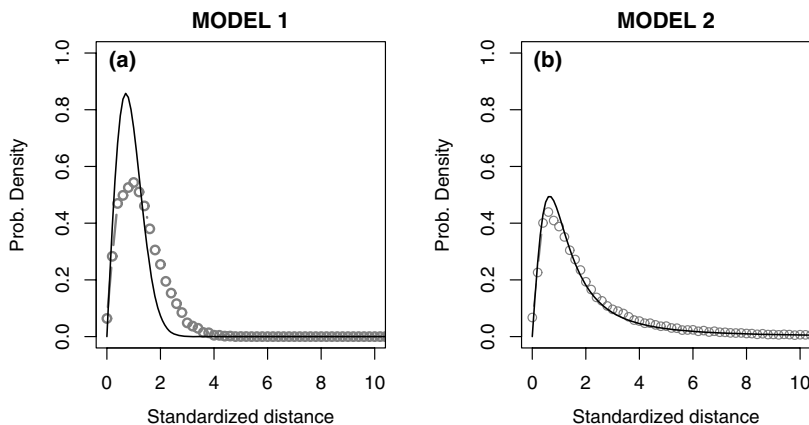 MODEL 1
(a)
Prob. Density
1.0
0.8
0.6
0.4
0.2
0.0
0 2 4 6 8 10
Standardized distance
MODEL 2
(b)
Prob. Density
1.0
0.8
0.6
0.4
0.2
0.0
0 2 4 6 8 10
Standardized distance